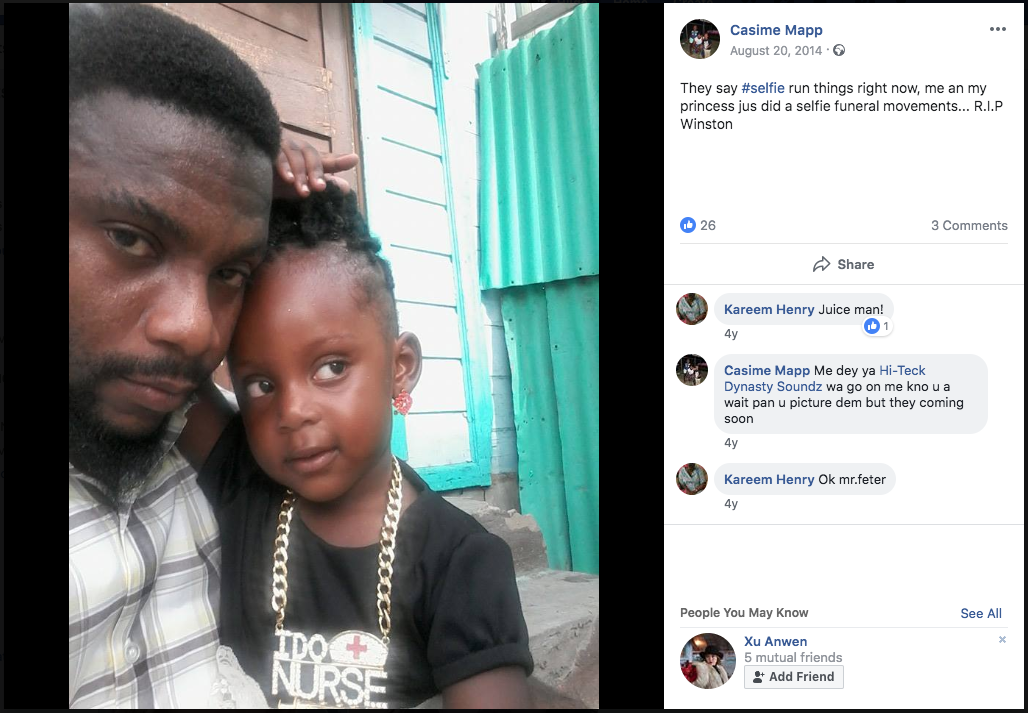 Casime Mapp
August 20, 2014 ·
They say #selfie run things right now, me an my
princess jus did a selfie funeral movements... R.I.P
Winston
26
3 Comments
Share
Kareem Henry Juice man!
1
4y
Casime Mapp Me dey ya Hi-Teck
Dynasty Soundz wa go on me kno u a
wait pan u picture dem but they coming
soon
4y
Kareem Henry Ok mr.feter
4y
People You May Know
See All
Xu Anwen
5 mutual friends
Add Friend
IDO
NURSE